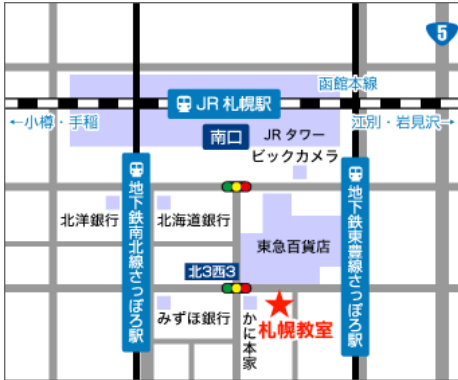 5
函館本線
JR 札幌駅
←小樽・手稲
江別・岩見沢→
南口
JR タワー
ビックカメラ
地下鉄南北線さっぽろ駅
地下鉄東豊線さっぽろ駅
北洋銀行
北海道銀行
東急百貨店
北3西3
みずほ銀行
かに本家
札幌教室